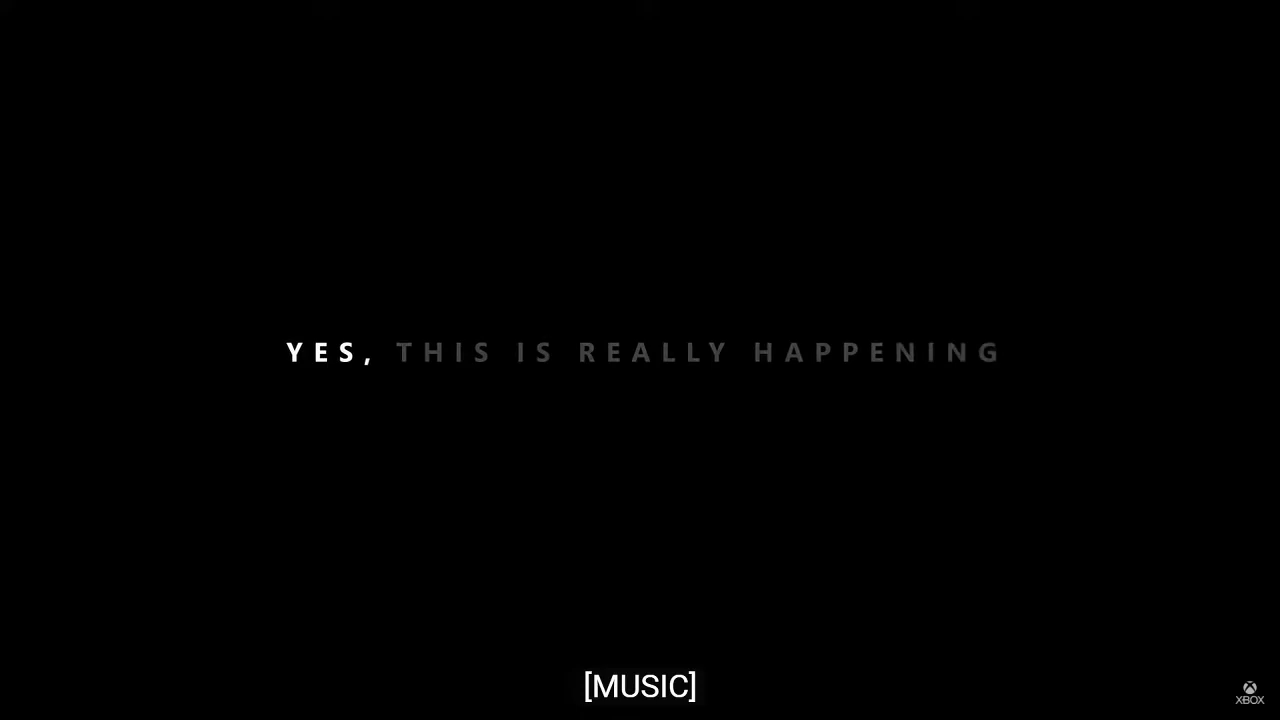 YES, THIS IS REALLY HAPPENING
[MUSIC]
XBOX